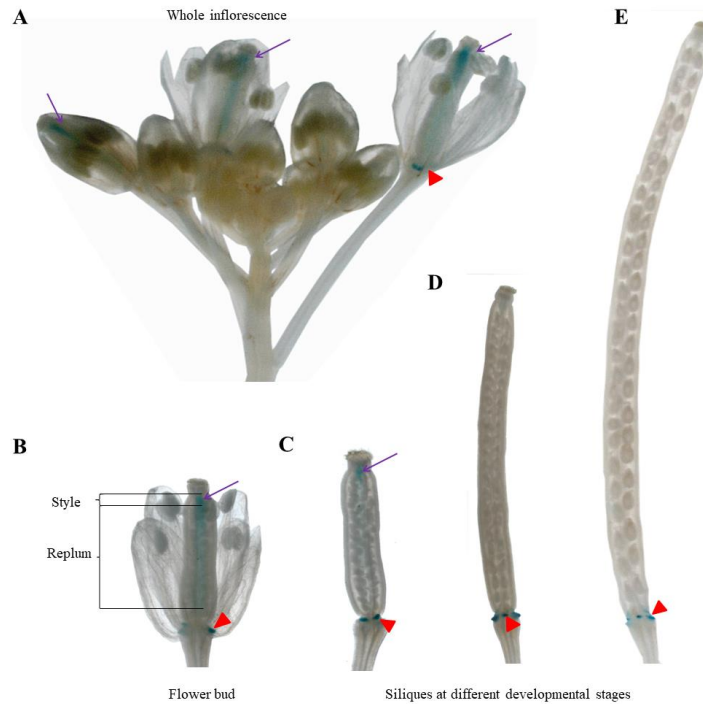 A
Whole inflorescence
E
D
B
C
Style
Replum
Flower bud
Siliques at different developmental stages